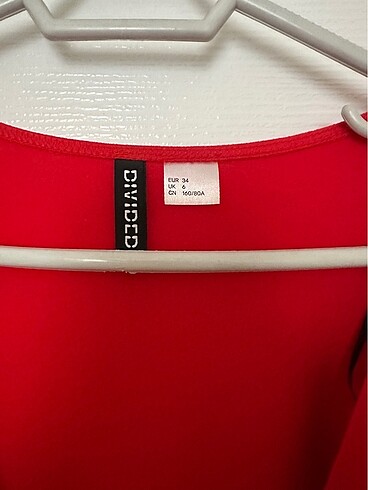 DIVIDED
EUR 34
UK 6
CN 160/80A